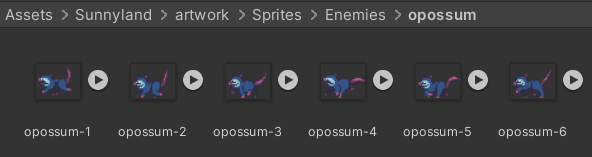 Assets > Sunnyland > artwork > Sprites > Enemies > opossum
opossum-1 opossum-2 opossum-3 opossum-4 opossum-5 opossum-6